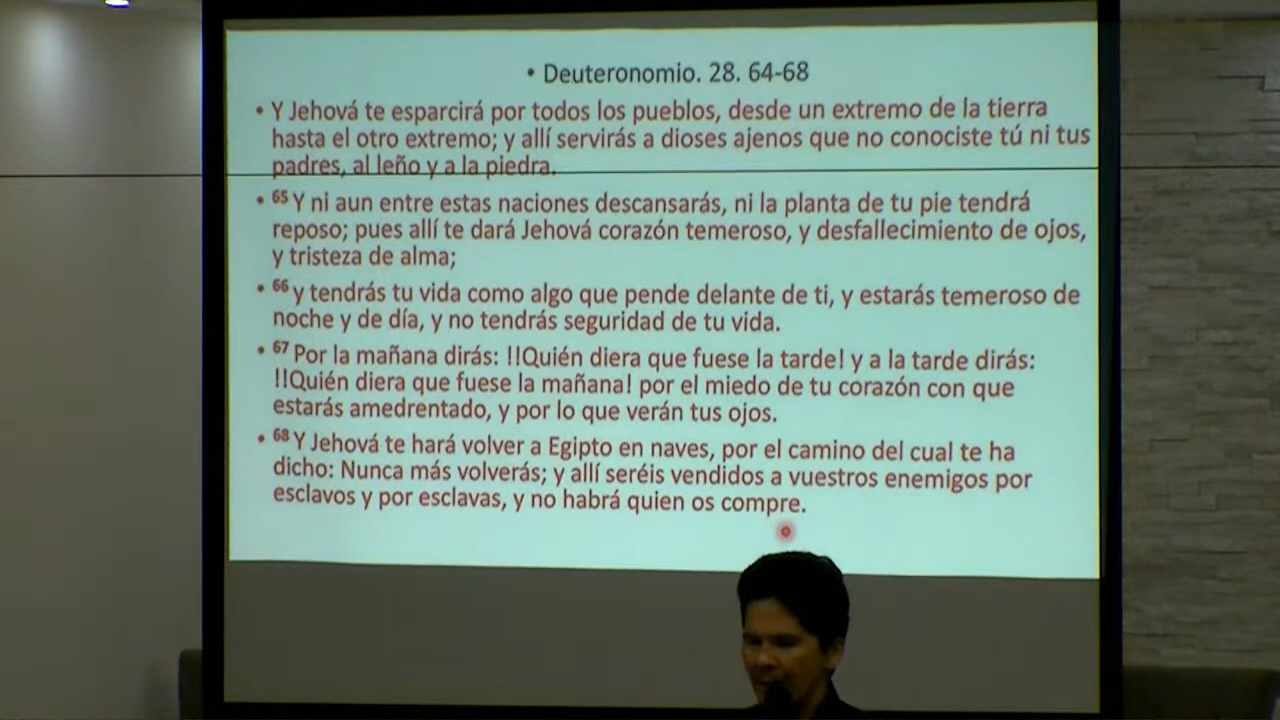 • Deuteronomio. 28. 64-68
• Y Jehová te esparcirá por todos los pueblos, desde un extremo de la tierra
hasta el otro extremo; y allí servirás a dioses ajenos que no conociste tú ni tus
padres, al leño y a la piedra.
• 65 Y ni aun entre estas naciones descansarás, ni la planta de tu pie tendrá
reposo; pues allí te dará Jehová corazón temeroso, y desfallecimiento de ojos,
y tristeza de alma;
• 66 y tendrás tu vida como algo que pende delante de ti, y estarás temeroso de
noche y de día, y no tendrás seguridad de tu vida.
• 67 Por la mañana dirás: !!Quién diera que fuese la tarde! y a la tarde dirás:
!!Quién diera que fuese la mañana! por el miedo de tu corazón con que
estarás amedrentado, y por lo que verán tus ojos.
• 68 Y Jehová te hará volver a Egipto en naves, por el camino del cual te ha
dicho: Nunca más volverás; y allí seréis vendidos a vuestros enemigos por
esclavos y por esclavas, y no habrá quien os compre.